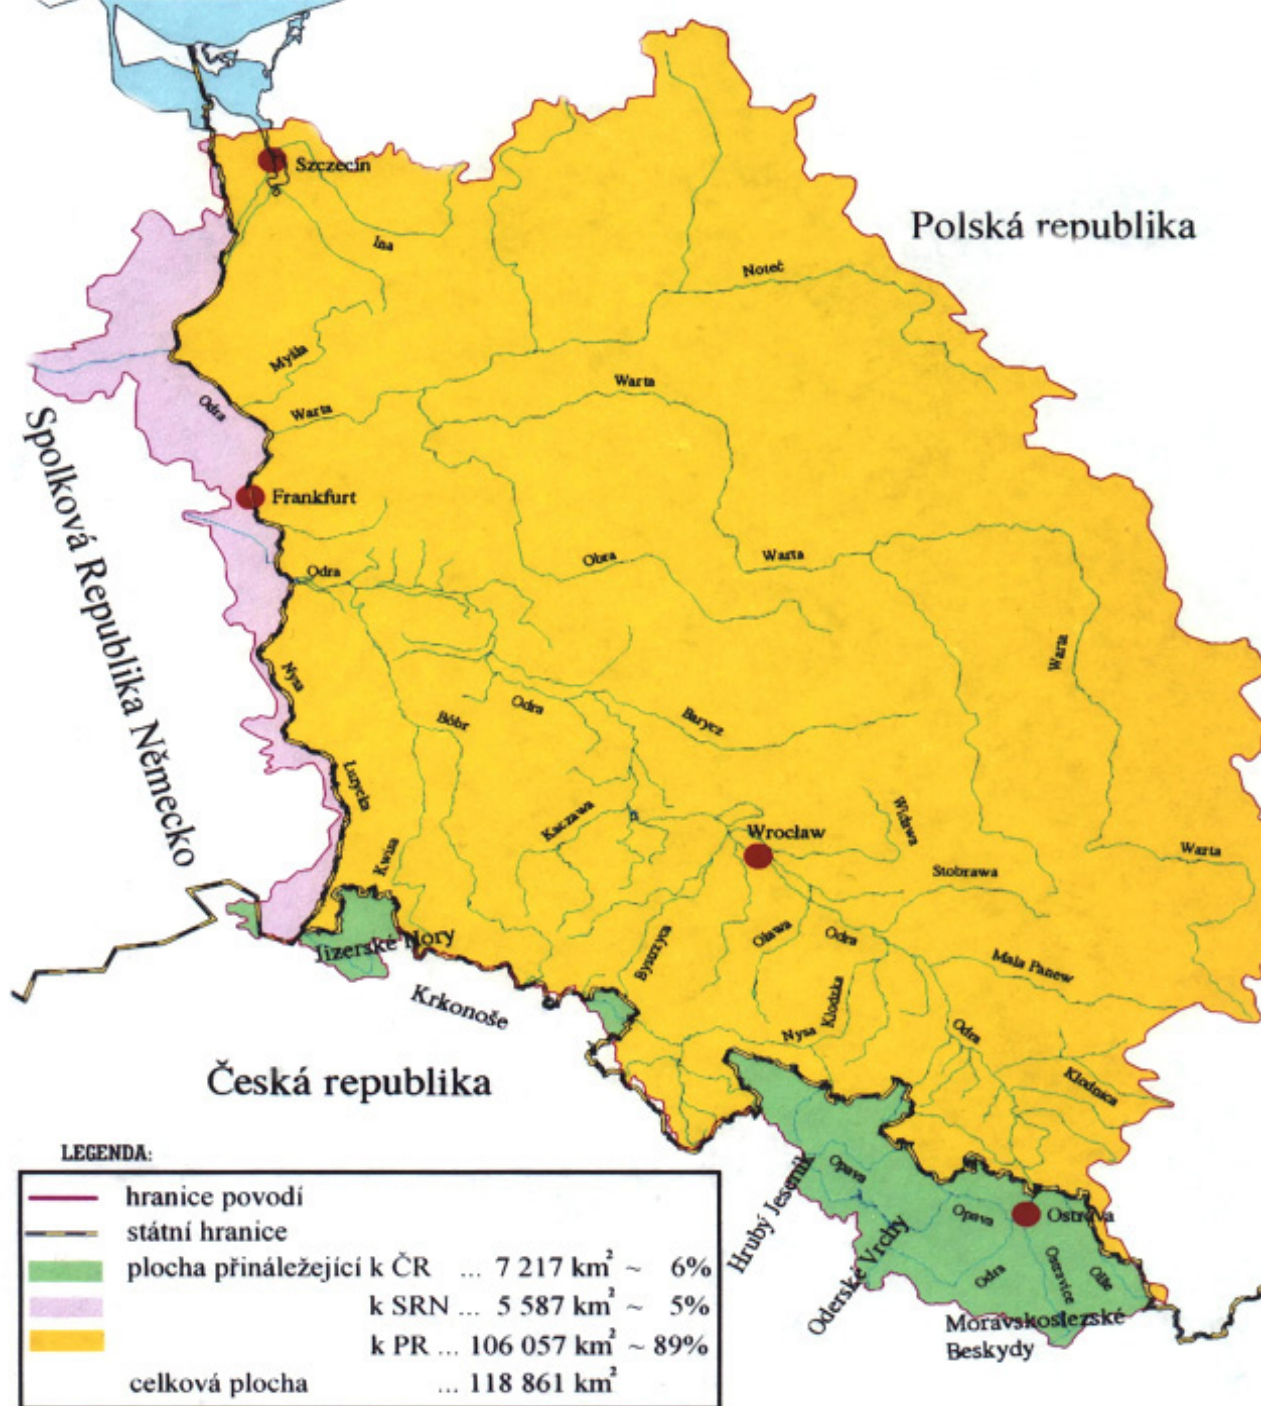 Szczecin
Polská republika
Ina
Noteć
Myšla
Warta
Odra
Warta
Spolková Republika Německo
Frankfurt
Odra
Obra
Warta
Warta
Nysa
Odra
Bóbr
Barycz
Łuzycka
Kaczawa
Widawa
Wrocław
Kwisa
Warta
Stobrawa
Oława
Odra
Bystrzyca
Jizerské Hory
Mała Panew
Krkonoše
Nysa
Kłodzka
Odra
Česká republika
Kłodnica
LEGENDA:
hranice povodí
státní hranice
plocha přináležející k ČR ... 7 217 km² ~ 6%
k SRN ... 5 587 km² ~ 5%
k PR ... 106 057 km² ~ 89%
celková plocha ... 118 861 km²
Hrubý Jeseník
Opava
Opava
Ostrava
Oderské Vrchy
Odra
Ostravice
Olše
Moravskoslezské
Beskydy